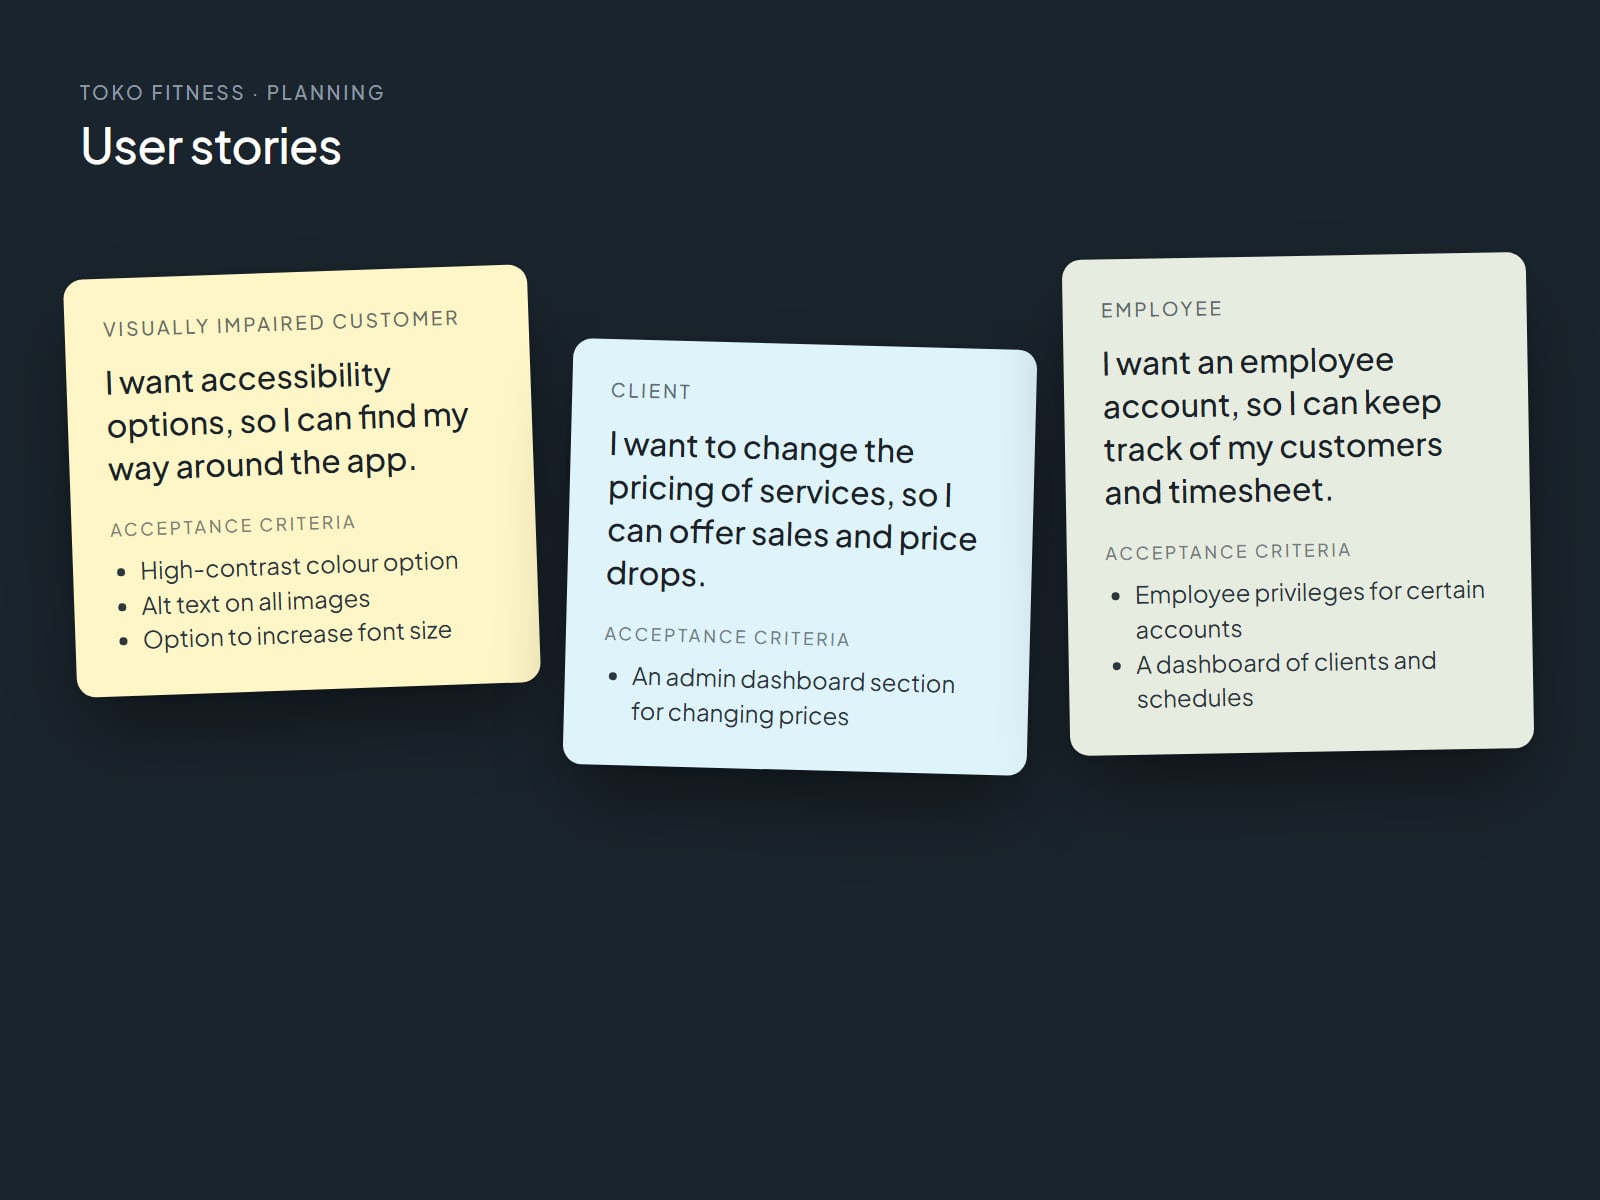 TOKO FITNESS · PLANNING
User stories
VISUALLY IMPAIRED CUSTOMER
I want accessibility
options, so I can find my
way around the app.
ACCEPTANCE CRITERIA
• High-contrast colour option
• Alt text on all images
• Option to increase font size
CLIENT
I want to change the
pricing of services, so I
can offer sales and price
drops.
ACCEPTANCE CRITERIA
• An admin dashboard section
for changing prices
EMPLOYEE
I want an employee
account, so I can keep
track of my customers
and timesheet.
ACCEPTANCE CRITERIA
• Employee privileges for certain
accounts
• A dashboard of clients and
schedules